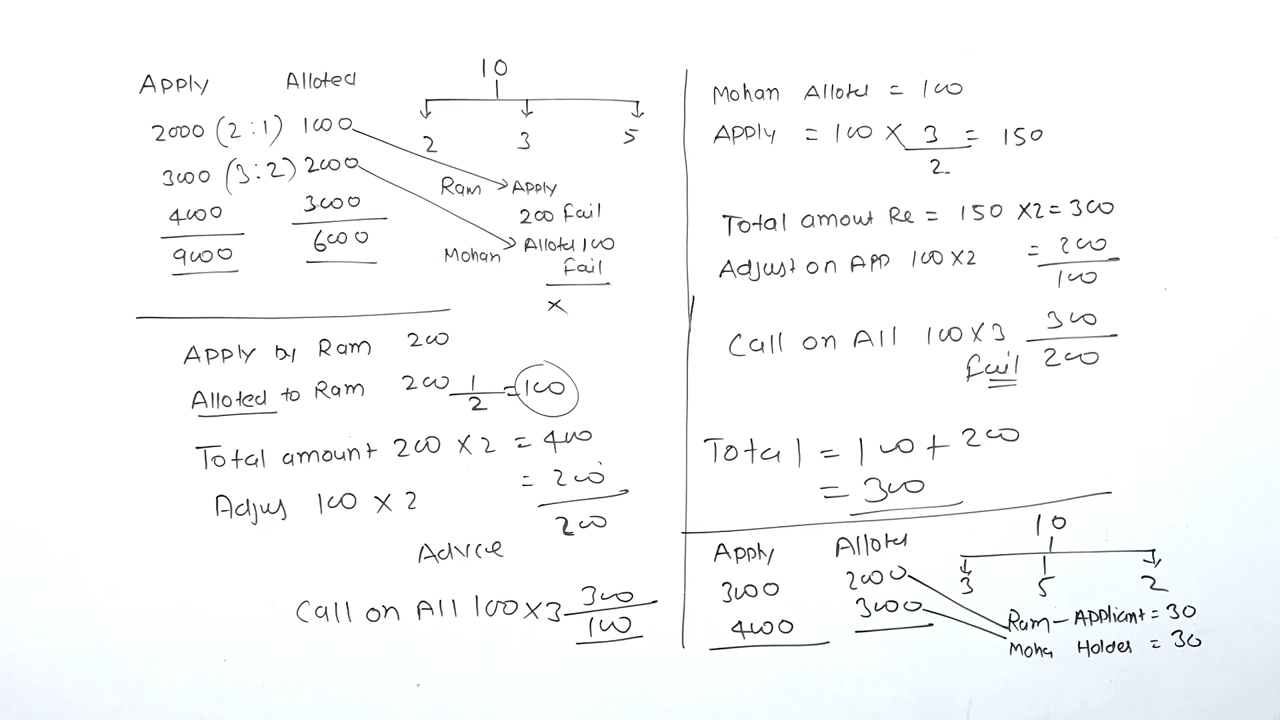 Apply Alloted
2000 (2:1) 1000
3000 (3:2) 2000
4000 3000
9000 6000
10
2 3 5
Ram Apply
200 Fail
Mohan Alloted 100
Fail
x
Apply by Ram 200
Alloted to Ram 200 1/2 = 100
Total amount 200 x 2 = 400
Adjus 100 x 2 = 200
200
Advice
Call on All 100 x 3 300
100
Mohan Alloted = 100
Apply = 100 x 3/2 = 150
Total amout Re = 150 x 2 = 300
Adjust on APP 100 x 2 = 200
100
Call on All 100 x 3 300
Fail 200
Total = 100 + 200
= 300
Apply Alloted
3000 2000
4000 3000
10
3 5 2
Ram - Applicant = 30
Moha Holder = 30